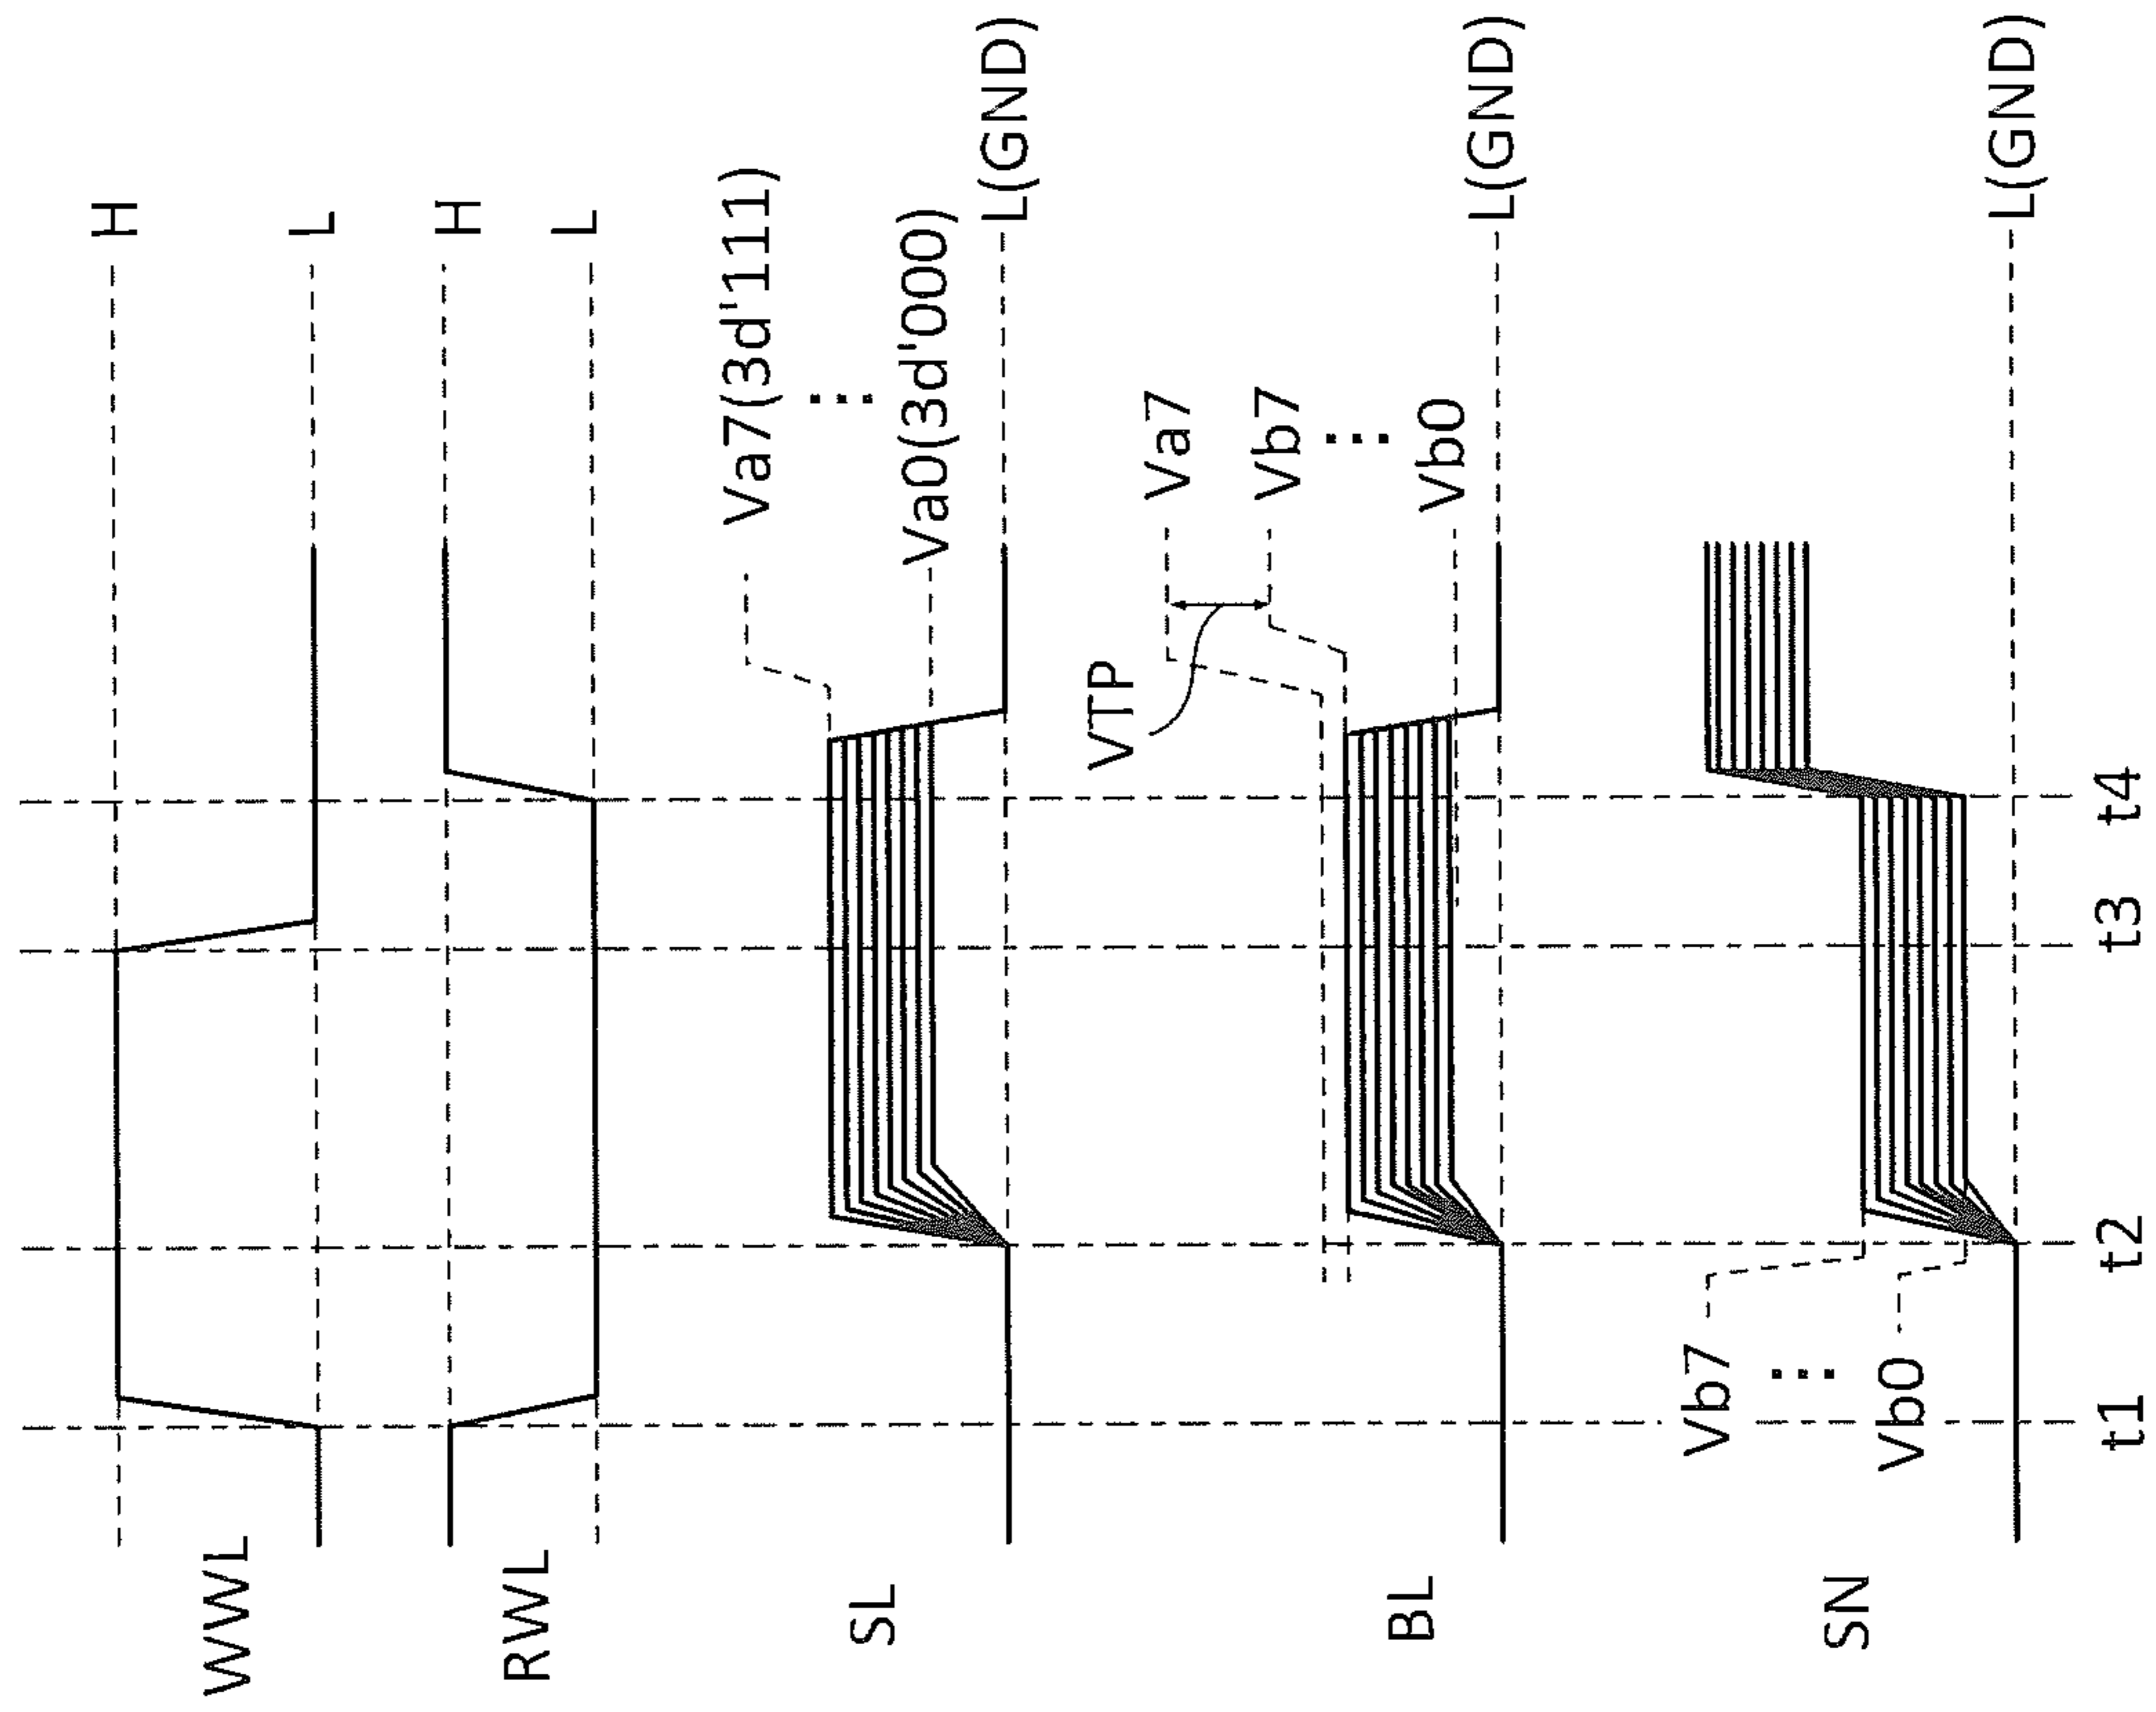 WWL
H
L
RWL
H
L
SL
Va7(3d'111)
⋮
Va0(3d'000)
L(GND)
BL
VTP
Va7
Vb7
⋮
Vb0
L(GND)
SN
Vb7
⋮
Vb0
L(GND)
t1 t2 t3 t4